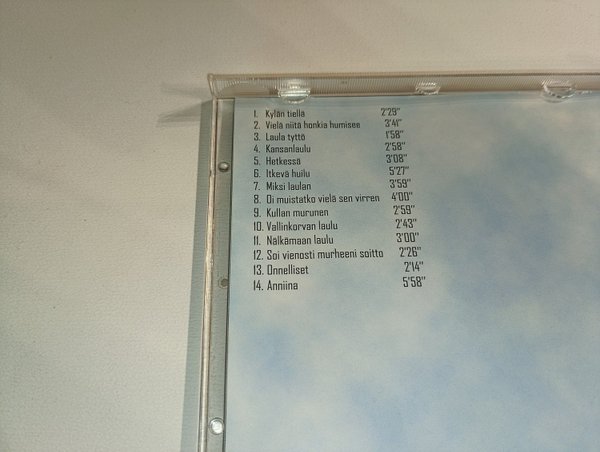 1. Kylän tiellä 2'29"
2. Vielä niitä honkia humisee 3'41"
3. Laula tyttö 1'58"
4. Kansanlaulu 2'58"
5. Hetkessä 3'08"
6. Itkevä huilu 5'27"
7. Miksi laulan 3'59"
8. Oi muistatko vielä sen virren 4'00"
9. Kullan murunen 2'59"
10. Vallinkorvan laulu 2'43"
11. Nälkämaan laulu 3'00"
12. Soi vienosti murheeni soitto 2'26"
13. Onnelliset 2'14"
14. Anniina 5'58"